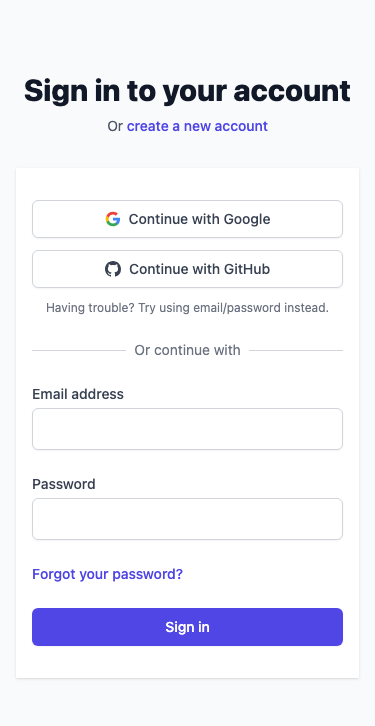 Sign in to your account
Or create a new account
Continue with Google
Continue with GitHub
Having trouble? Try using email/password instead.
Or continue with
Email address
Password
Forgot your password?
Sign in